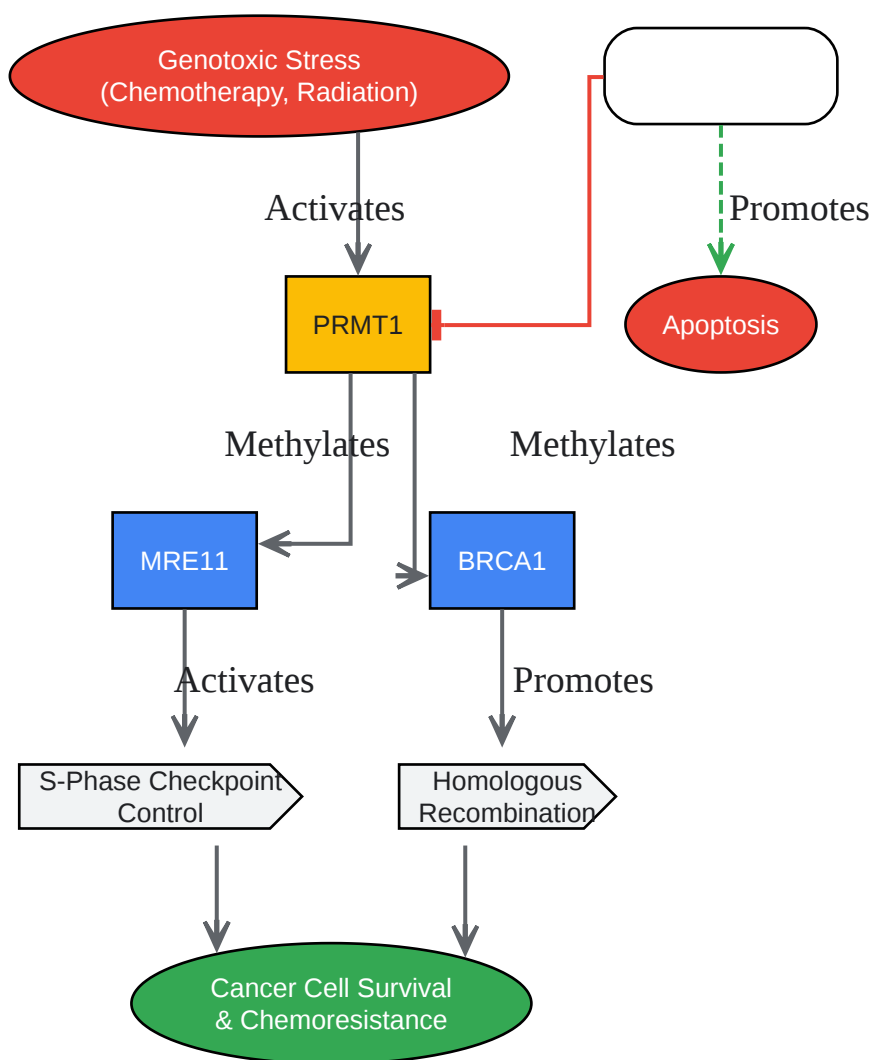 Genotoxic Stress
(Chemotherapy, Radiation)
Activates
Promotes
PRMT1
Apoptosis
Methylates
Methylates
MRE11
BRCA1
Activates
Promotes
S-Phase Checkpoint
Control
Homologous
Recombination
Cancer Cell Survival
& Chemoresistance